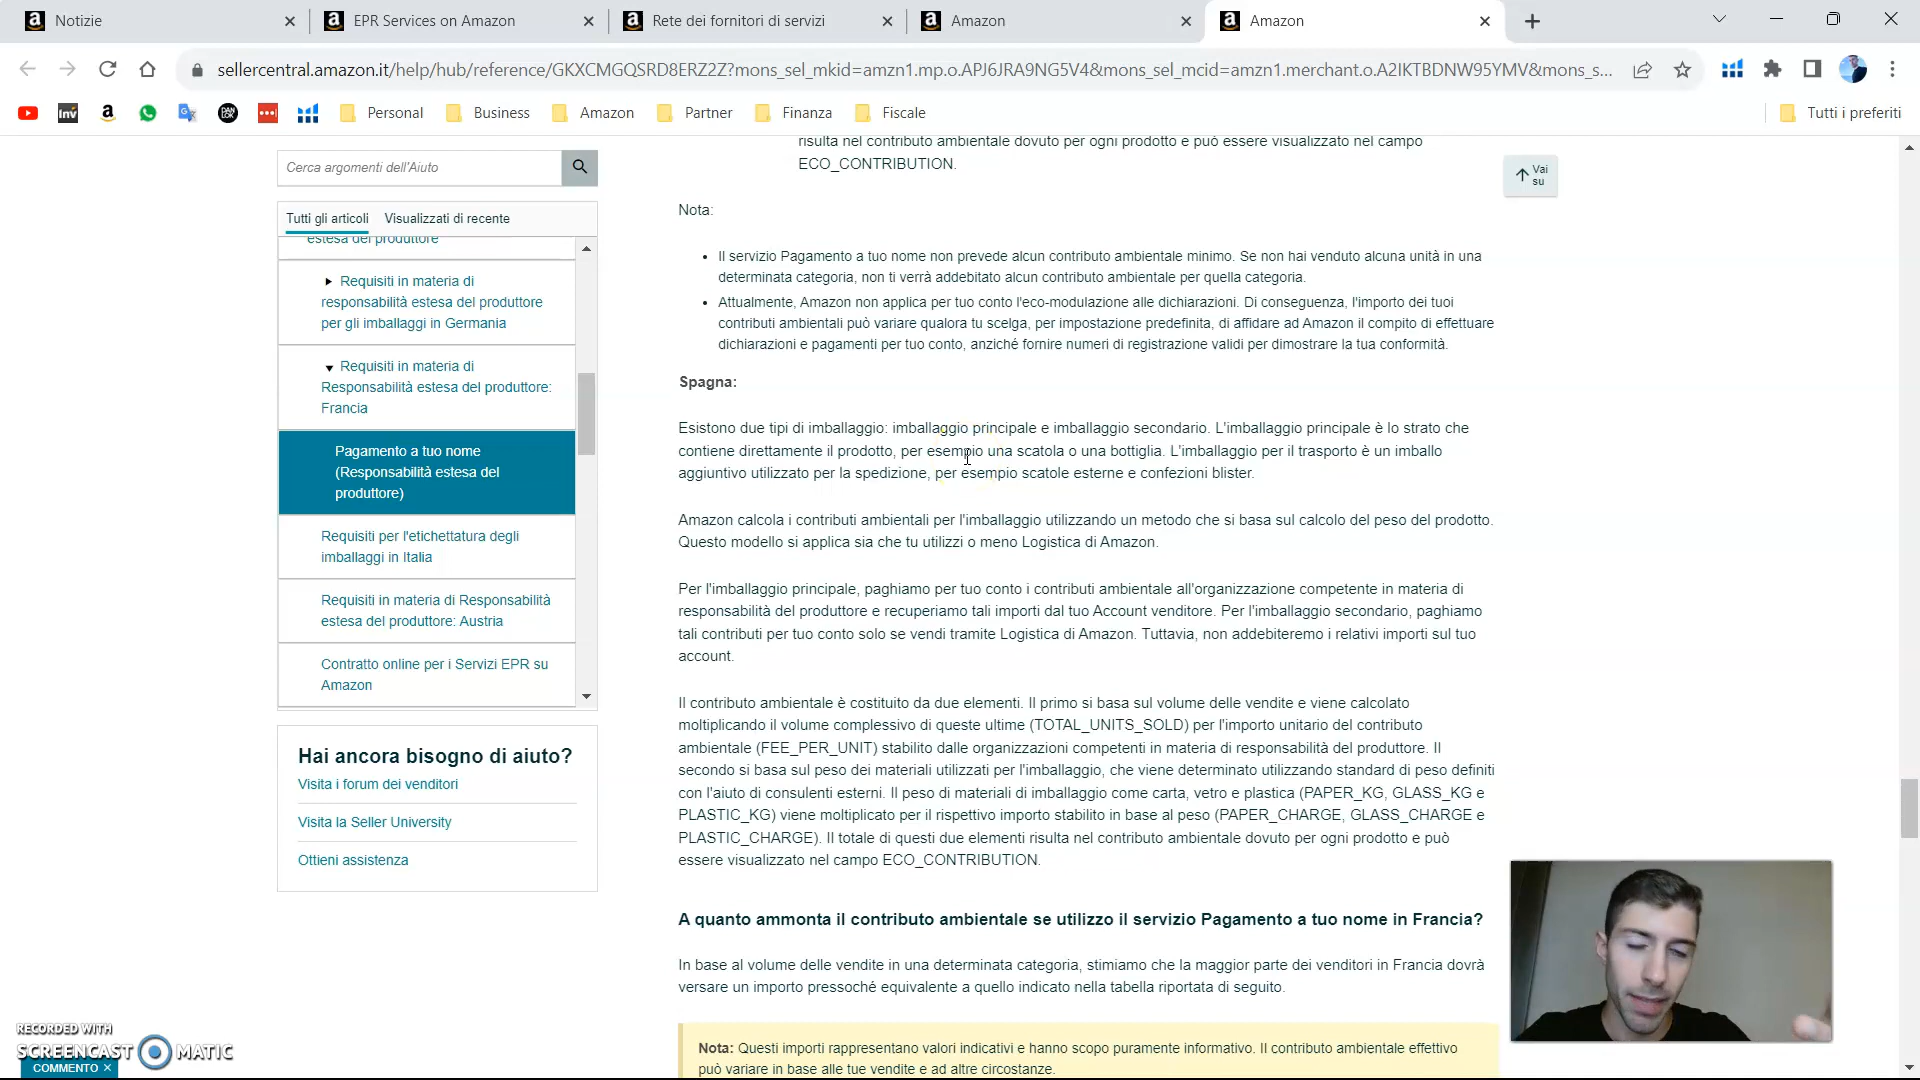 Notizie
EPR Services on Amazon
Rete dei fornitori di servizi
Amazon
Amazon
sellercentral.amazon.it/help/hub/reference/GKXCMGQSRD8ERZ2Z?mons_sel_mkid=amzn1.mp.o.APJ6JRA9NG5V4&mons_sel_mcid=amzn1.merchant.o.A2IKTBDNW95YMV&mons_s...
Inv
DAN LOK
Personal
Business
Amazon
Partner
Finanza
Fiscale
Tutti i preferiti
Cerca argomenti dell'Aiuto
Tutti gli articoli
Visualizzati di recente
estesa del produttore
Requisiti in materia di
responsabilità estesa del produttore
per gli imballaggi in Germania
Requisiti in materia di
Responsabilità estesa del produttore:
Francia
Pagamento a tuo nome
(Responsabilità estesa del
produttore)
Requisiti per l'etichettatura degli
imballaggi in Italia
Requisiti in materia di Responsabilità
estesa del produttore: Austria
Contratto online per i Servizi EPR su
Amazon
Hai ancora bisogno di aiuto?
Visita i forum dei venditori
Visita la Seller University
Ottieni assistenza
risulta nel contributo ambientale dovuto per ogni prodotto e può essere visualizzato nel campo
ECO_CONTRIBUTION.
Vai
su
Nota:
• Il servizio Pagamento a tuo nome non prevede alcun contributo ambientale minimo. Se non hai venduto alcuna unità in una
determinata categoria, non ti verrà addebitato alcun contributo ambientale per quella categoria.
• Attualmente, Amazon non applica per tuo conto l'eco-modulazione alle dichiarazioni. Di conseguenza, l'importo dei tuoi
contributi ambientali può variare qualora tu scelga, per impostazione predefinita, di affidare ad Amazon il compito di effettuare
dichiarazioni e pagamenti per tuo conto, anziché fornire numeri di registrazione validi per dimostrare la tua conformità.
Spagna:
Esistono due tipi di imballaggio: imballaggio principale e imballaggio secondario. L'imballaggio principale è lo strato che
contiene direttamente il prodotto, per esempio una scatola o una bottiglia. L'imballaggio per il trasporto è un imballo
aggiuntivo utilizzato per la spedizione, per esempio scatole esterne e confezioni blister.
Amazon calcola i contributi ambientali per l'imballaggio utilizzando un metodo che si basa sul calcolo del peso del prodotto.
Questo modello si applica sia che tu utilizzi o meno Logistica di Amazon.
Per l'imballaggio principale, paghiamo per tuo conto i contributi ambientale all'organizzazione competente in materia di
responsabilità del produttore e recuperiamo tali importi dal tuo Account venditore. Per l'imballaggio secondario, paghiamo
tali contributi per tuo conto solo se vendi tramite Logistica di Amazon. Tuttavia, non addebiteremo i relativi importi sul tuo
account.
Il contributo ambientale è costituito da due elementi. Il primo si basa sul volume delle vendite e viene calcolato
moltiplicando il volume complessivo di queste ultime (TOTAL_UNITS_SOLD) per l'importo unitario del contributo
ambientale (FEE_PER_UNIT) stabilito dalle organizzazioni competenti in materia di responsabilità del produttore. Il
secondo si basa sul peso dei materiali utilizzati per l'imballaggio, che viene determinato utilizzando standard di peso definiti
con l'aiuto di consulenti esterni. Il peso di materiali di imballaggio come carta, vetro e plastica (PAPER_KG, GLASS_KG e
PLASTIC_KG) viene moltiplicato per il rispettivo importo stabilito in base al peso (PAPER_CHARGE, GLASS_CHARGE e
PLASTIC_CHARGE). Il totale di questi due elementi risulta nel contributo ambientale dovuto per ogni prodotto e può
essere visualizzato nel campo ECO_CONTRIBUTION.
A quanto ammonta il contributo ambientale se utilizzo il servizio Pagamento a tuo nome in Francia?
In base al volume delle vendite in una determinata categoria, stimiamo che la maggior parte dei venditori in Francia dovrà
versare un importo pressoché equivalente a quello indicato nella tabella riportata di seguito.
Nota: Questi importi rappresentano valori indicativi e hanno scopo puramente informativo. Il contributo ambientale effettivo
può variare in base alle tue vendite e ad altre circostanze.
RECORDED WITH
SCREENCAST MATIC
COMMENTO ×